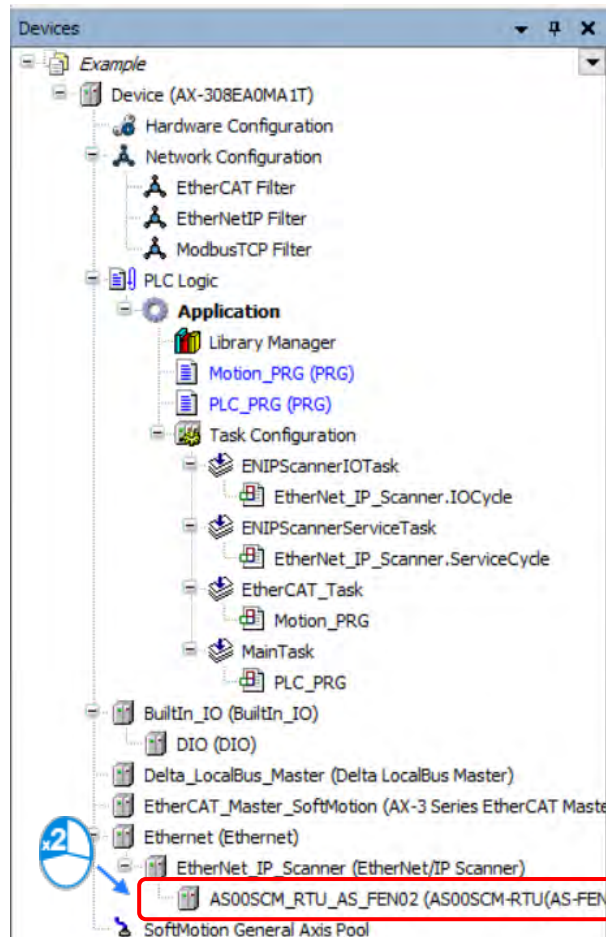 Devices
Example
Device (AX-308EA0MA1T)
Hardware Configuration
Network Configuration
EtherCAT Filter
EtherNetIP Filter
ModbusTCP Filter
PLC Logic
Application
Library Manager
Motion_PRG (PRG)
PLC_PRG (PRG)
Task Configuration
ENIPScannerIOTask
EtherNet_IP_Scanner.IOCycle
ENIPScannerServiceTask
EtherNet_IP_Scanner.ServiceCycle
EtherCAT_Task
Motion_PRG
MainTask
PLC_PRG
BuiltIn_IO (BuiltIn_IO)
DIO (DIO)
Delta_LocalBus_Master (Delta LocalBus Master)
EtherCAT_Master_SoftMotion (AX-3 Series EtherCAT Maste
x2
Ethernet (Ethernet)
EtherNet_IP_Scanner (EtherNet/IP Scanner)
AS00SCM_RTU_AS_FEN02 (AS00SCM-RTU(AS-FEN
SoftMotion General Axis Pool